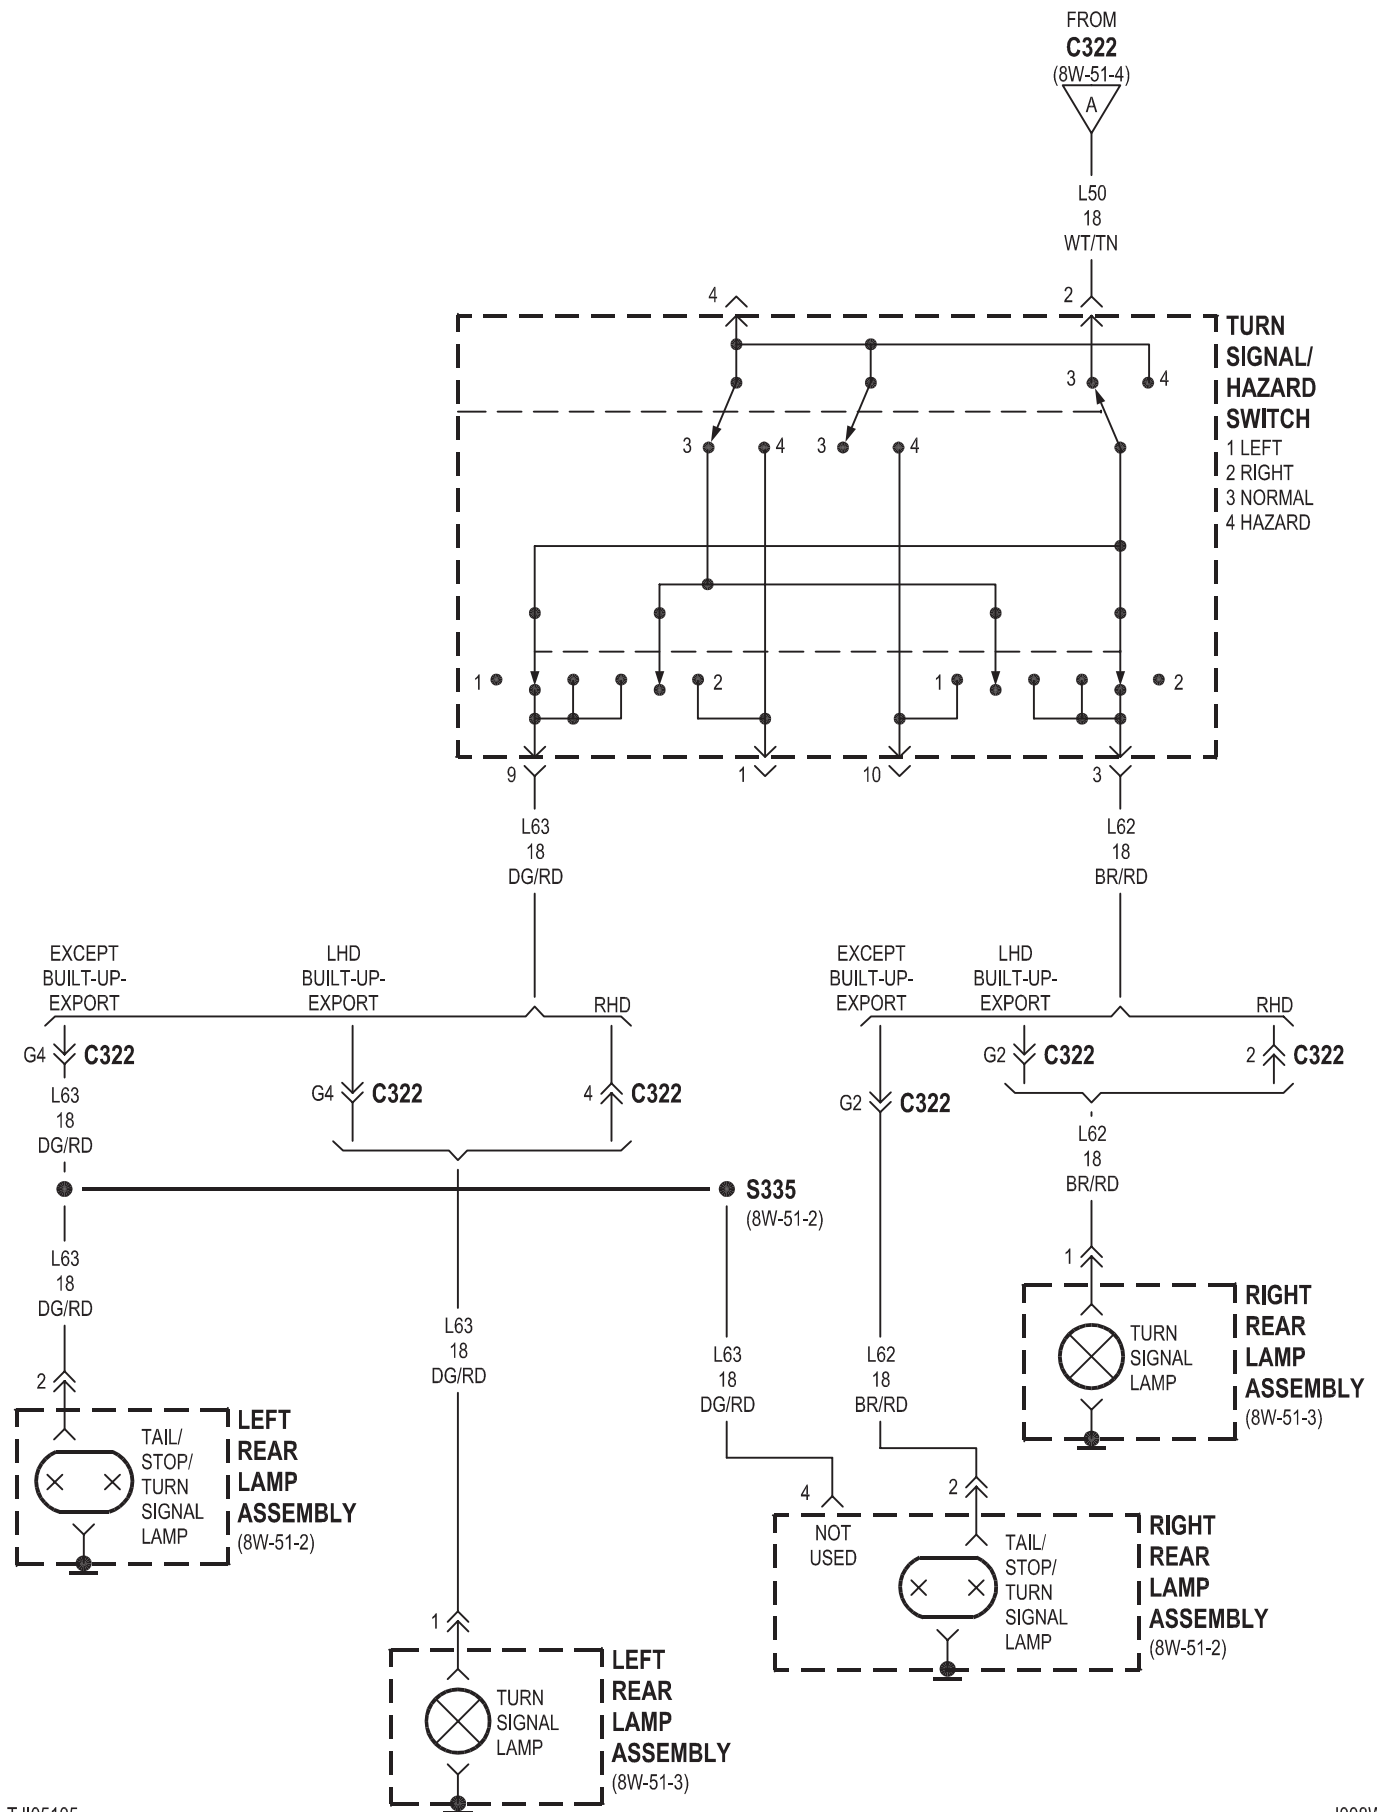 FROM
C322
(8W-51-4)
A
L50
18
WT/TN
4
2
TURN
SIGNAL/
HAZARD
SWITCH
1 LEFT
2 RIGHT
3 NORMAL
4 HAZARD
3
4
3
4
3
4
1
2
1
2
9
1
10
3
L63
18
DG/RD
L62
18
BR/RD
EXCEPT
BUILT-UP-
EXPORT
LHD
BUILT-UP-
EXPORT
RHD
EXCEPT
BUILT-UP-
EXPORT
LHD
BUILT-UP-
EXPORT
RHD
G4 C322
G4 C322
4 C322
G2 C322
G2 C322
2 C322
L63
18
DG/RD
L62
18
BR/RD
S335
(8W-51-2)
L63
18
DG/RD
L63
18
DG/RD
L63
18
DG/RD
L62
18
BR/RD
1
TURN
SIGNAL
LAMP
RIGHT
REAR
LAMP
ASSEMBLY
(8W-51-3)
2
TAIL/
STOP/
TURN
SIGNAL
LAMP
LEFT
REAR
LAMP
ASSEMBLY
(8W-51-2)
4
NOT
USED
2
TAIL/
STOP/
TURN
SIGNAL
LAMP
RIGHT
REAR
LAMP
ASSEMBLY
(8W-51-2)
1
TURN
SIGNAL
LAMP
LEFT
REAR
LAMP
ASSEMBLY
(8W-51-3)